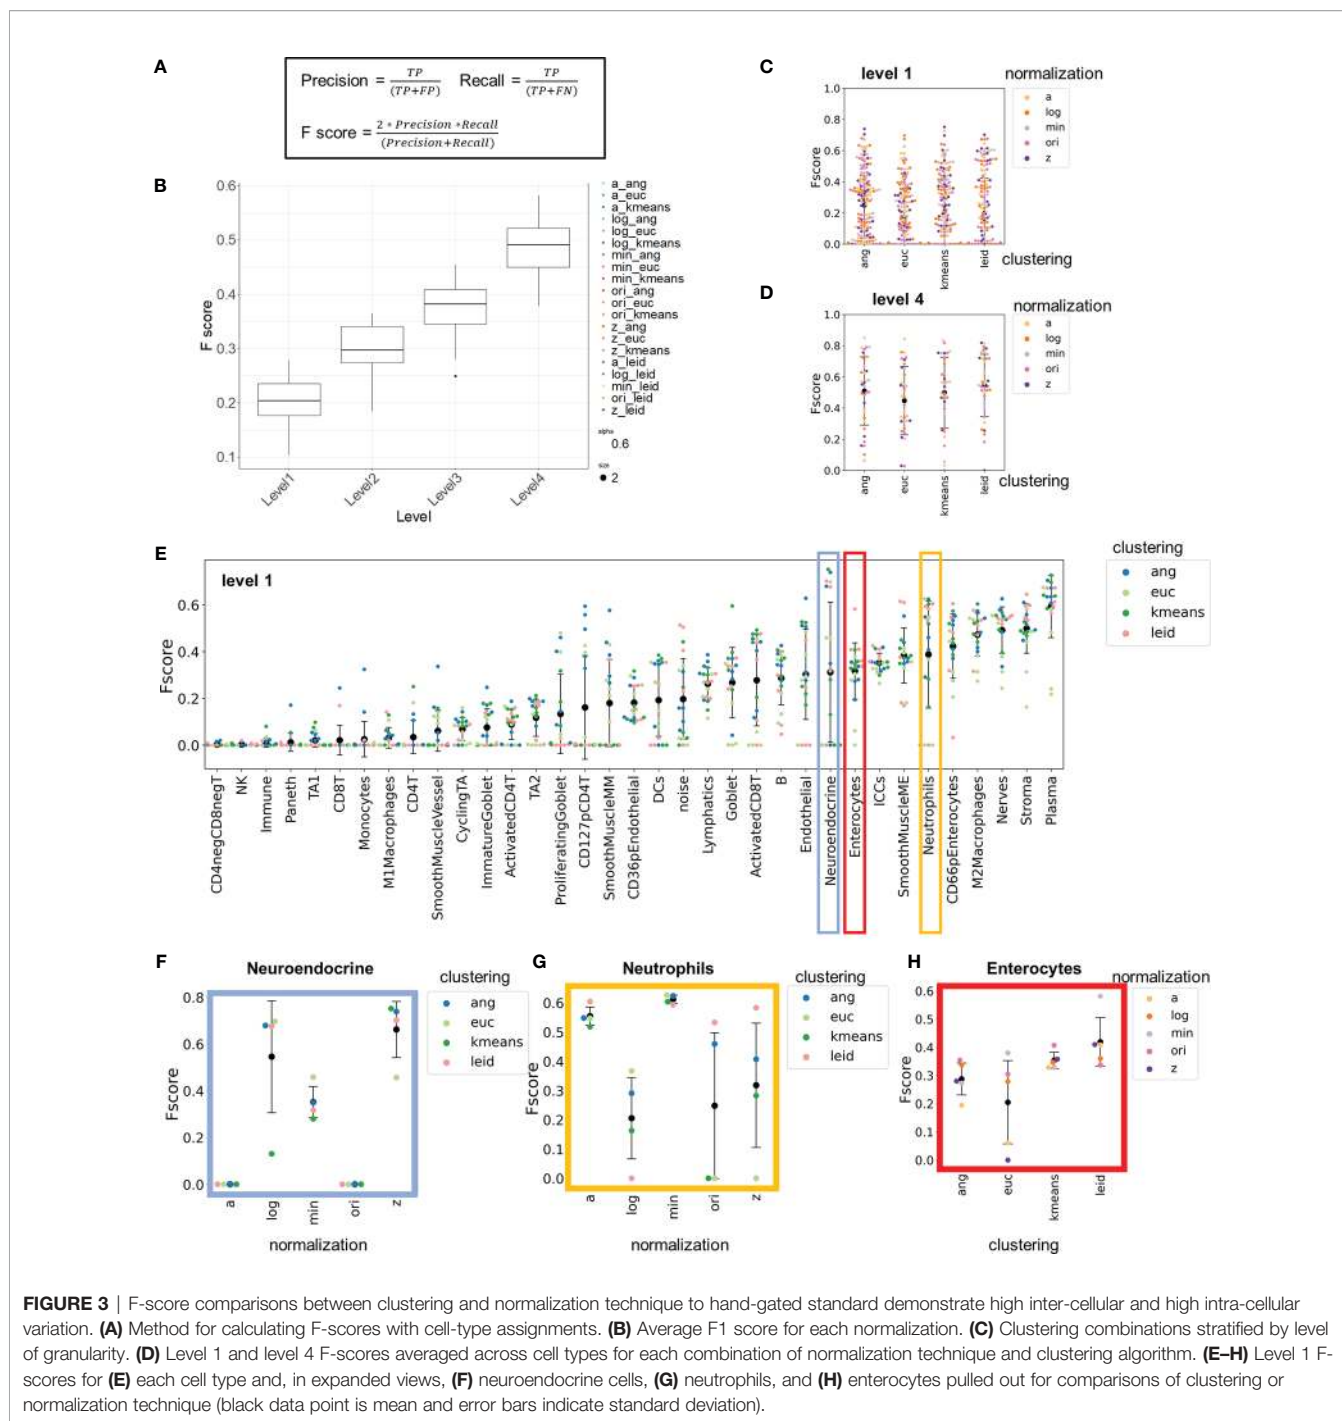 A
Precision = TP/(TP+FP) Recall = TP/(TP+FN)
F score = 2 * Precision *Recall/(Precision+Recall)
B
0.6
0.5
0.4
0.3
0.2
0.1
F score
Level1
Level2
Level3
Level4
Level
a_ang
a_euc
a_kmeans
log_ang
log_euc
log_kmeans
min_ang
min_euc
min_kmeans
ori_ang
ori_euc
ori_kmeans
z_ang
z_euc
z_kmeans
a_leid
log_leid
min_leid
ori_leid
z_leid
alpha
0.6
size
2
C
level 1
normalization
a
log
min
ori
z
1.0
0.8
0.6
0.4
0.2
0.0
Fscore
ang
euc
kmeans
leid
clustering
D
level 4
normalization
a
log
min
ori
z
1.0
0.8
0.6
0.4
0.2
0.0
Fscore
ang
euc
kmeans
leid
clustering
E
level 1
clustering
ang
euc
kmeans
leid
0.6
0.4
0.2
0.0
Fscore
CD4negCD8negT
NK
Immune
Paneth
TA1
CD8T
Monocytes
M1Macrophages
CD4T
SmoothMuscleVessel
CyclingTA
ImmatureGoblet
ActivatedCD4T
TA2
ProliferatingGoblet
CD127pCD4T
SmoothMuscleMM
CD36pEndothelial
DCs
noise
Lymphatics
Goblet
ActivatedCD8T
B
Endothelial
Neuroendocrine
Enterocytes
ICCs
SmoothMuscleME
Neutrophils
CD66pEnterocytes
M2Macrophages
Nerves
Stroma
Plasma
F
Neuroendocrine
clustering
ang
euc
kmeans
leid
0.8
0.6
0.4
0.2
0.0
Fscore
a
log
min
ori
z
normalization
G
Neutrophils
clustering
ang
euc
kmeans
leid
0.6
0.5
0.4
0.3
0.2
0.1
0.0
Fscore
a
log
min
ori
z
normalization
H
Enterocytes
normalization
a
log
min
ori
z
0.6
0.5
0.4
0.3
0.2
0.1
0.0
Fscore
ang
euc
kmeans
leid
clustering
FIGURE 3 | F-score comparisons between clustering and normalization technique to hand-gated standard demonstrate high inter-cellular and high intra-cellular
variation. (A) Method for calculating F-scores with cell-type assignments. (B) Average F1 score for each normalization. (C) Clustering combinations stratified by level
of granularity. (D) Level 1 and level 4 F-scores averaged across cell types for each combination of normalization technique and clustering algorithm. (E–H) Level 1 F-
scores for (E) each cell type and, in expanded views, (F) neuroendocrine cells, (G) neutrophils, and (H) enterocytes pulled out for comparisons of clustering or
normalization technique (black data point is mean and error bars indicate standard deviation).